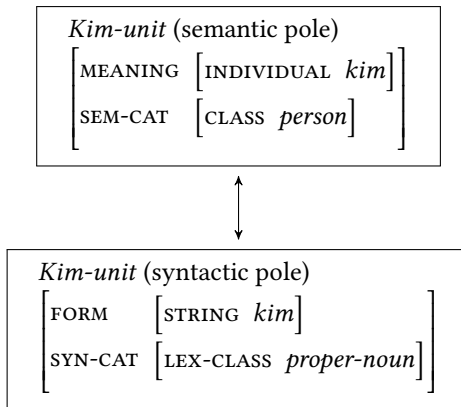 Kim-unit (semantic pole)
[MEANING [INDIVIDUAL kim]]
[SEM-CAT [CLASS person]]
Kim-unit (syntactic pole)
[FORM [STRING kim]]
[SYN-CAT [LEX-CLASS proper-noun]]